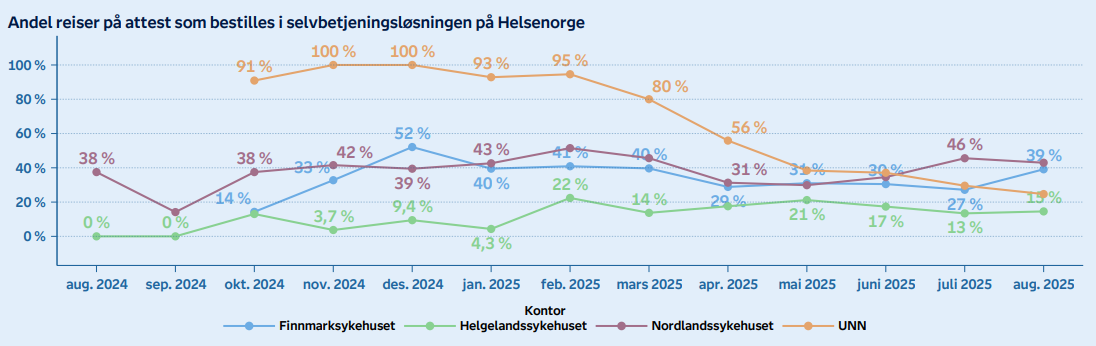 Andel reiser på attest som bestilles i selvbetjeningsløsningen på Helsenorge
100 %
80 %
60 %
40 %
20 %
0 %
91 %
100 %
100 %
93 %
95 %
80 %
56 %
38 %
38 %
42 %
39 %
43 %
31 %
46 %
14 %
33 %
52 %
40 %
41 %
40 %
29 %
31 %
30 %
27 %
39 %
0 %
0 %
3,7 %
9,4 %
4,3 %
22 %
14 %
21 %
17 %
13 %
15 %
aug. 2024
sep. 2024
okt. 2024
nov. 2024
des. 2024
jan. 2025
feb. 2025
mars 2025
apr. 2025
mai 2025
juni 2025
juli 2025
aug. 2025
Kontor
Finnmarksykehuset
Helgelandssykehuset
Nordlandssykehuset
UNN